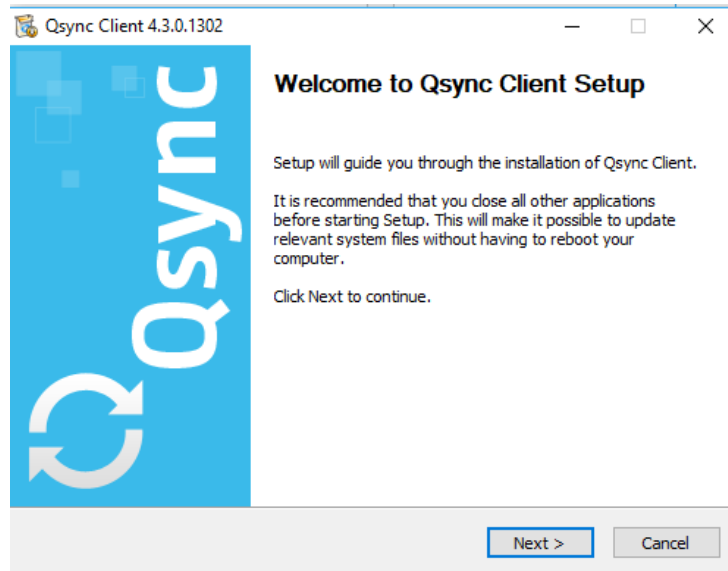 Qsync Client 4.3.0.1302
Qsync
Welcome to Qsync Client Setup
Setup will guide you through the installation of Qsync Client.
It is recommended that you close all other applications
before starting Setup. This will make it possible to update
relevant system files without having to reboot your
computer.
Click Next to continue.
Next >
Cancel